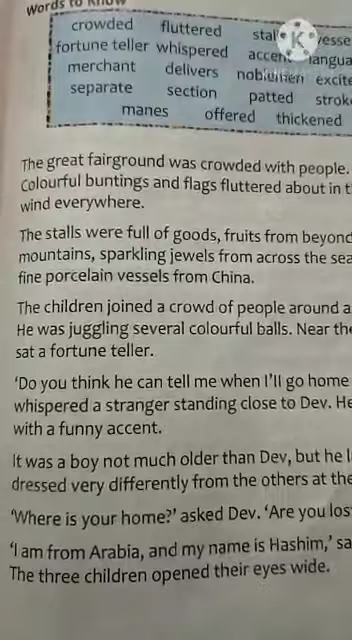 Words to Know
crowded fluttered
fortune teller whispered accent
merchant delivers noblemen
separate section patted
manes offered thickened
The great fairground was crowded with people.
Colourful buntings and flags fluttered about in
wind everywhere.
The stalls were full of goods, fruits from beyond
mountains, sparkling jewels from across the
fine porcelain vessels from China.
The children joined a crowd of people around a
He was juggling several colourful balls. Near
sat a fortune teller.
‘Do you think he can tell me when I’ll go home
whispered a stranger standing close to Dev.
with a funny accent.
It was a boy not much older than Dev, but he
dressed very differently from the others at
‘Where is your home?’ asked Dev. ‘Are you
‘I am from Arabia, and my name is Hashim,’
The three children opened their eyes wide.